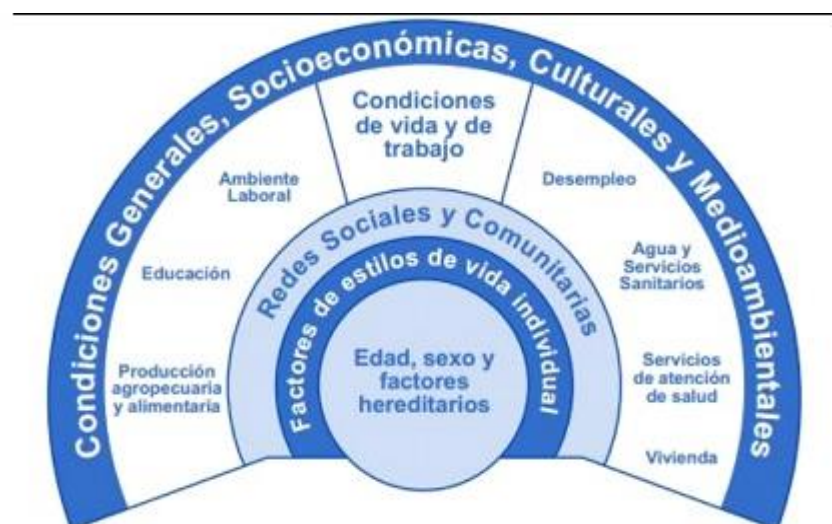 Condiciones Generales, Socioeconómicas, Culturales y Medioambientales
Condiciones
de vida y de
trabajo
Ambiente
Laboral
Desempleo
Educación
Agua y
Servicios
Sanitarios
Producción
agropecuaria
y alimentaria
Servicios
de atención
de salud
Vivienda
Redes Sociales y Comunitarias
Factores de estilos de vida individual
Edad, sexo y
factores
hereditarios